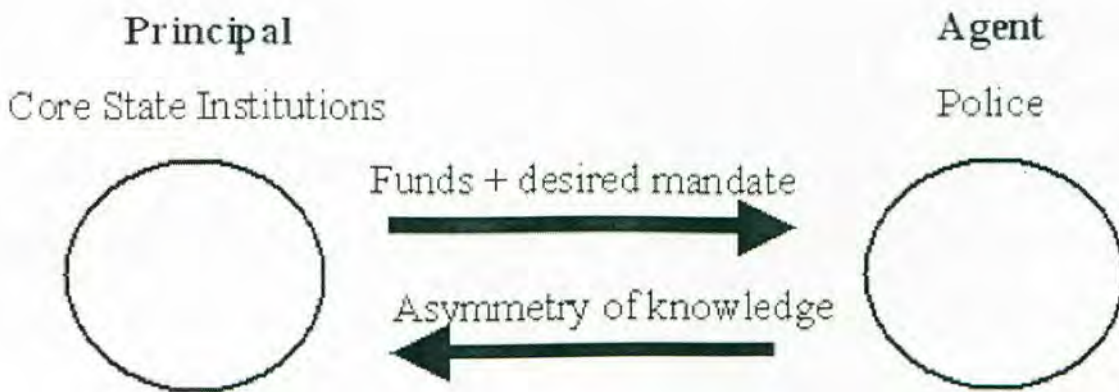 Principal
Agent
Core State Institutions
Police
Funds + desired mandate
Asymmetry of knowledge